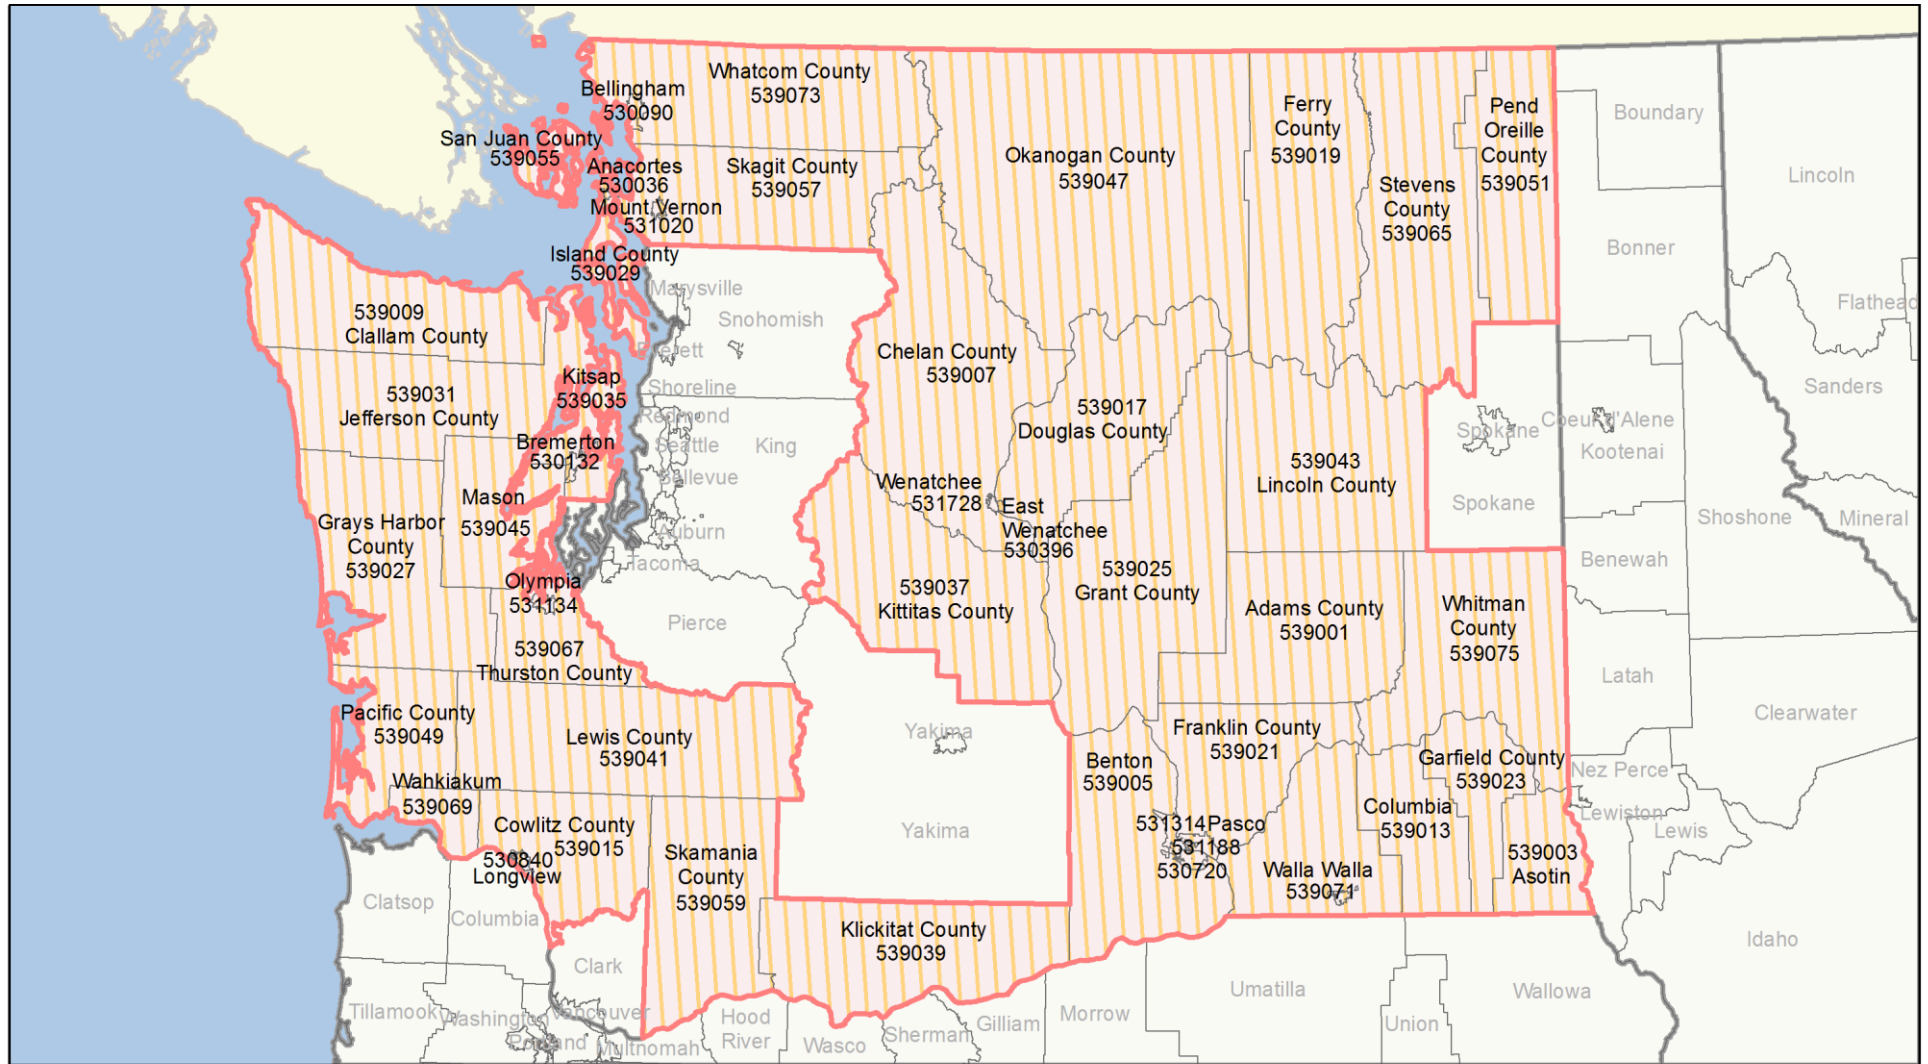 Whatcom County
539073
Bellingham
530090
San Juan County
539055
Anacortes
530036
Skagit County
539057
Mount Vernon
531020
Island County
539029
Okanogan County
539047
Ferry
County
539019
Stevens
County
539065
Pend
Oreille
County
539051
Boundary
Lincoln
Bonner
Flathead
Marysville
Snohomish
Everett
539009
Clallam County
Chelan County
539007
Shoreline
Kitsap
539035
539031
Jefferson County
Redmond
Seattle
King
Bellevue
539017
Douglas County
Sanders
Spokane
Coeur d'Alene
Kootenai
Bremerton
530132
539043
Lincoln County
Wenatchee
531728
East
Wenatchee
530396
Spokane
Shoshone
Mineral
Mason
539045
Grays Harbor
County
539027
Auburn
Tacoma
Benewah
Olympia
531134
539037
Kittitas County
539025
Grant County
Adams County
539001
Whitman
County
539075
Pierce
539067
Thurston County
Latah
Clearwater
Pacific County
539049
Lewis County
539041
Yakima
Franklin County
539021
Benton
539005
Garfield County
539023
Nez Perce
Lewiston
Lewis
Wahkiakum
539069
Cowlitz County
539015
Yakima
531314 Pasco
531188
530720
Columbia
539013
530840
Longview
Skamania
County
539059
Walla Walla
539071
539003
Asotin
Clatsop
Columbia
Klickitat County
539039
Idaho
Clark
Umatilla
Wallowa
Tillamook
Washington
Vancouver
Portland
Multnomah
Hood
River
Wasco
Sherman
Gilliam
Morrow
Union